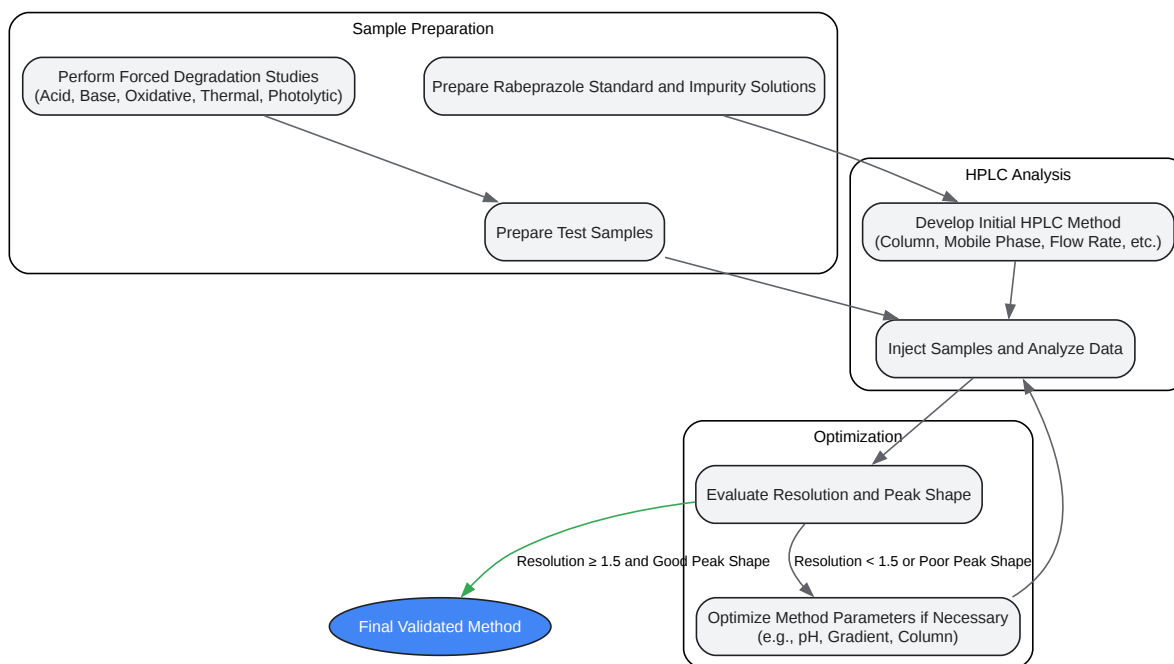 Sample Preparation
Perform Forced Degradation Studies
(Acid, Base, Oxidative, Thermal, Photolytic)
Prepare Rabeprazole Standard and Impurity Solutions
Prepare Test Samples
HPLC Analysis
Develop Initial HPLC Method
(Column, Mobile Phase, Flow Rate, etc.)
Inject Samples and Analyze Data
Optimization
Evaluate Resolution and Peak Shape
Resolution ≥ 1.5 and Good Peak Shape
Resolution < 1.5 or Poor Peak Shape
Final Validated Method
Optimize Method Parameters if Necessary
(e.g., pH, Gradient, Column)